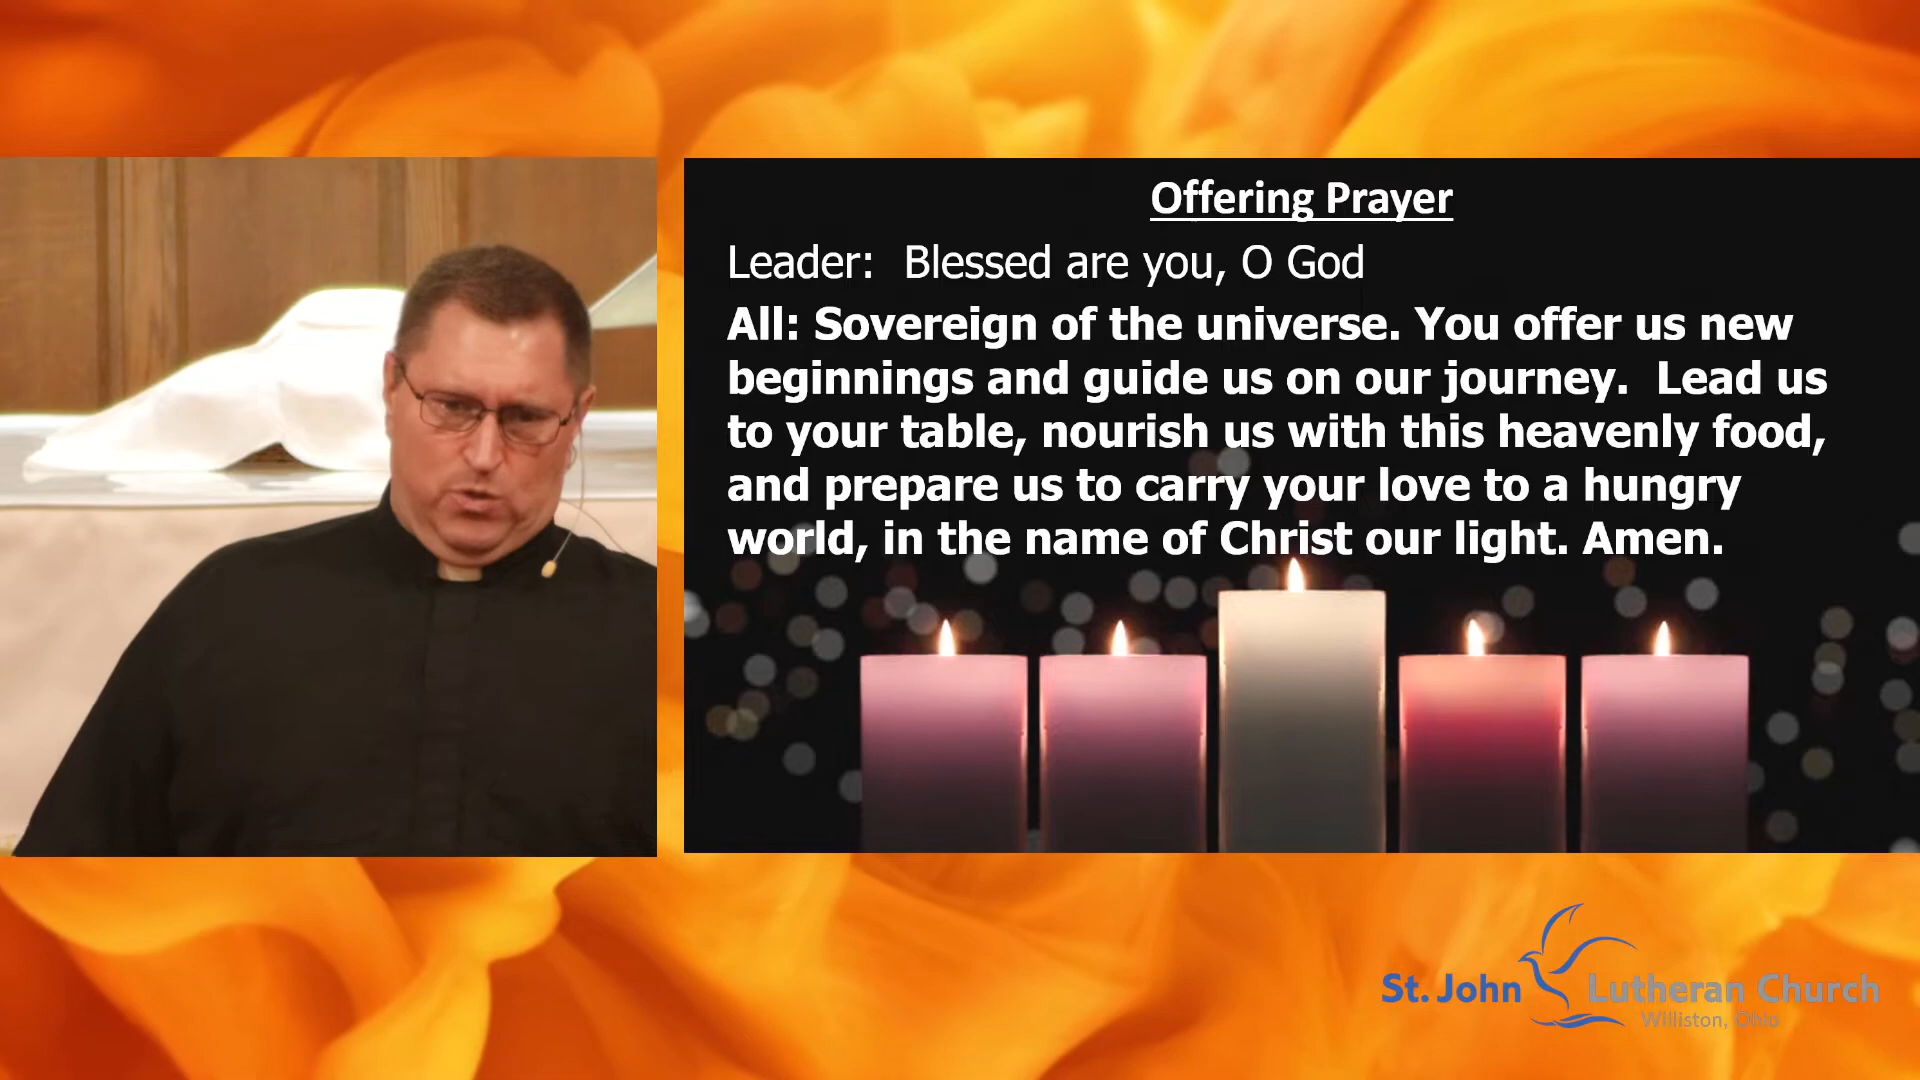 Offering Prayer
Leader:  Blessed are you, O God
All: Sovereign of the universe. You offer us new
beginnings and guide us on our journey.  Lead us
to your table, nourish us with this heavenly food,
and prepare us to carry your love to a hungry
world, in the name of Christ our light. Amen.
St. John Lutheran Church
Williston, Ohio